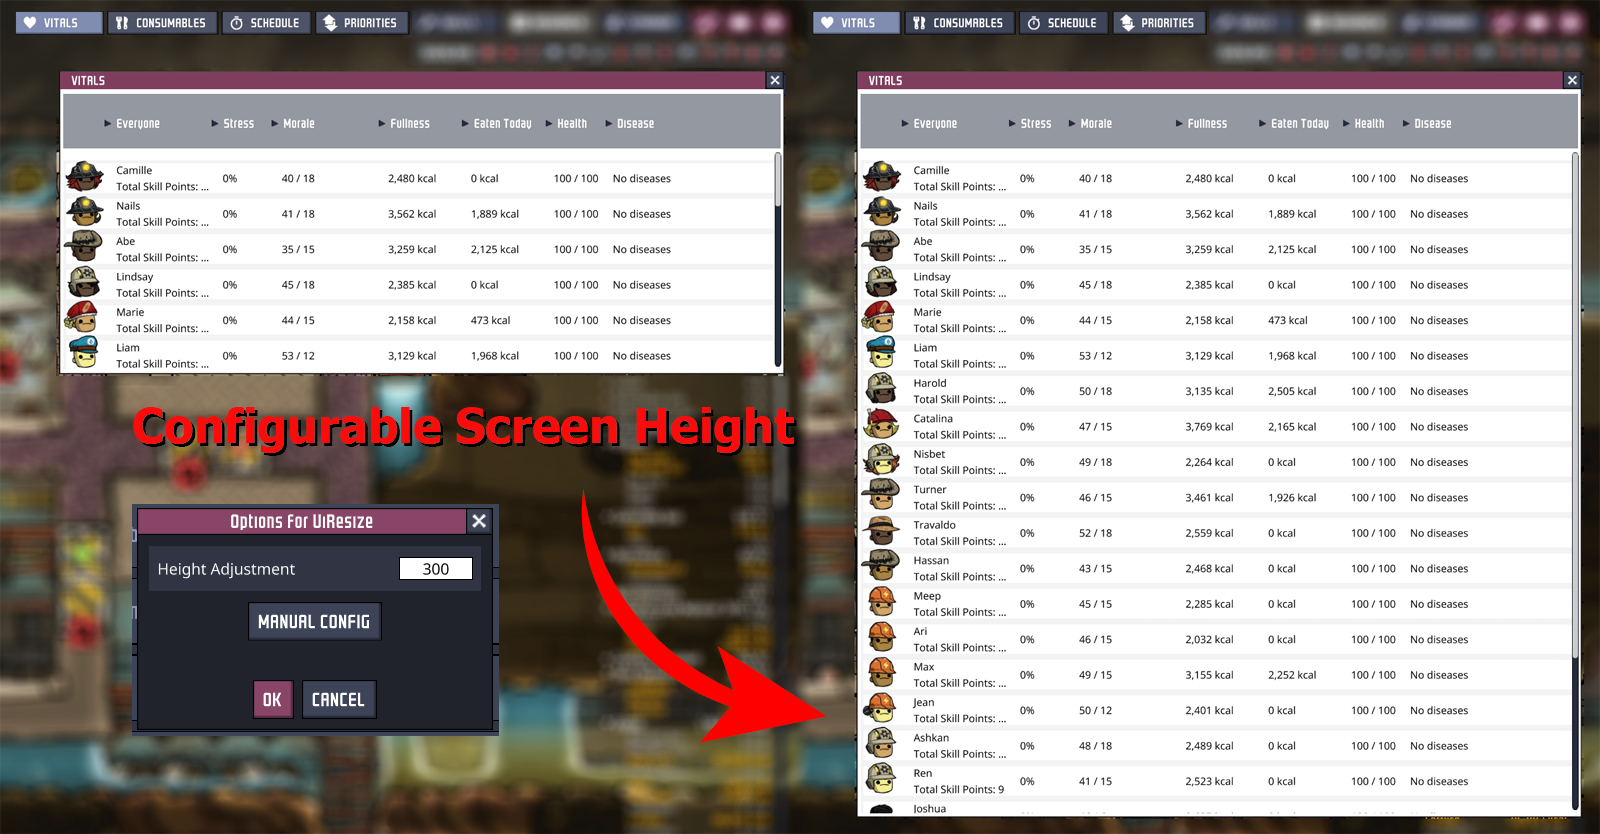 VITALS CONSUMABLES SCHEDULE PRIORITIES
VITALS
Everyone Stress Morale Fullness Eaten Today Health Disease
Camille
Total Skill Points: ... 0% 40 / 18 2,480 kcal 0 kcal 100 / 100 No diseases
Nails
Total Skill Points: ... 0% 41 / 18 3,562 kcal 1,889 kcal 100 / 100 No diseases
Abe
Total Skill Points: ... 0% 35 / 15 3,259 kcal 2,125 kcal 100 / 100 No diseases
Lindsay
Total Skill Points: ... 0% 45 / 18 2,385 kcal 0 kcal 100 / 100 No diseases
Marie
Total Skill Points: ... 0% 44 / 15 2,158 kcal 473 kcal 100 / 100 No diseases
Liam
Total Skill Points: ... 0% 53 / 12 3,129 kcal 1,968 kcal 100 / 100 No diseases
Configurable Screen Height
Options For UiResize
Height Adjustment 300
MANUAL CONFIG
OK CANCEL
VITALS CONSUMABLES SCHEDULE PRIORITIES
VITALS
Everyone Stress Morale Fullness Eaten Today Health Disease
Camille
Total Skill Points: ... 0% 40 / 18 2,480 kcal 0 kcal 100 / 100 No diseases
Nails
Total Skill Points: ... 0% 41 / 18 3,562 kcal 1,889 kcal 100 / 100 No diseases
Abe
Total Skill Points: ... 0% 35 / 15 3,259 kcal 2,125 kcal 100 / 100 No diseases
Lindsay
Total Skill Points: ... 0% 45 / 18 2,385 kcal 0 kcal 100 / 100 No diseases
Marie
Total Skill Points: ... 0% 44 / 15 2,158 kcal 473 kcal 100 / 100 No diseases
Liam
Total Skill Points: ... 0% 53 / 12 3,129 kcal 1,968 kcal 100 / 100 No diseases
Harold
Total Skill Points: ... 0% 50 / 18 3,135 kcal 2,505 kcal 100 / 100 No diseases
Catalina
Total Skill Points: ... 0% 47 / 15 3,769 kcal 2,165 kcal 100 / 100 No diseases
Nisbet
Total Skill Points: ... 0% 49 / 18 2,264 kcal 0 kcal 100 / 100 No diseases
Turner
Total Skill Points: ... 0% 46 / 15 3,461 kcal 1,926 kcal 100 / 100 No diseases
Travaldo
Total Skill Points: ... 0% 52 / 18 2,559 kcal 0 kcal 100 / 100 No diseases
Hassan
Total Skill Points: ... 0% 43 / 15 2,468 kcal 0 kcal 100 / 100 No diseases
Meep
Total Skill Points: ... 0% 45 / 15 2,285 kcal 0 kcal 100 / 100 No diseases
Ari
Total Skill Points: ... 0% 46 / 15 2,032 kcal 0 kcal 100 / 100 No diseases
Max
Total Skill Points: ... 0% 49 / 15 3,155 kcal 2,252 kcal 100 / 100 No diseases
Jean
Total Skill Points: ... 0% 50 / 12 2,401 kcal 0 kcal 100 / 100 No diseases
Ashkan
Total Skill Points: ... 0% 48 / 18 2,489 kcal 0 kcal 100 / 100 No diseases
Ren
Total Skill Points: 9 0% 41 / 15 2,523 kcal 0 kcal 100 / 100 No diseases
Joshua